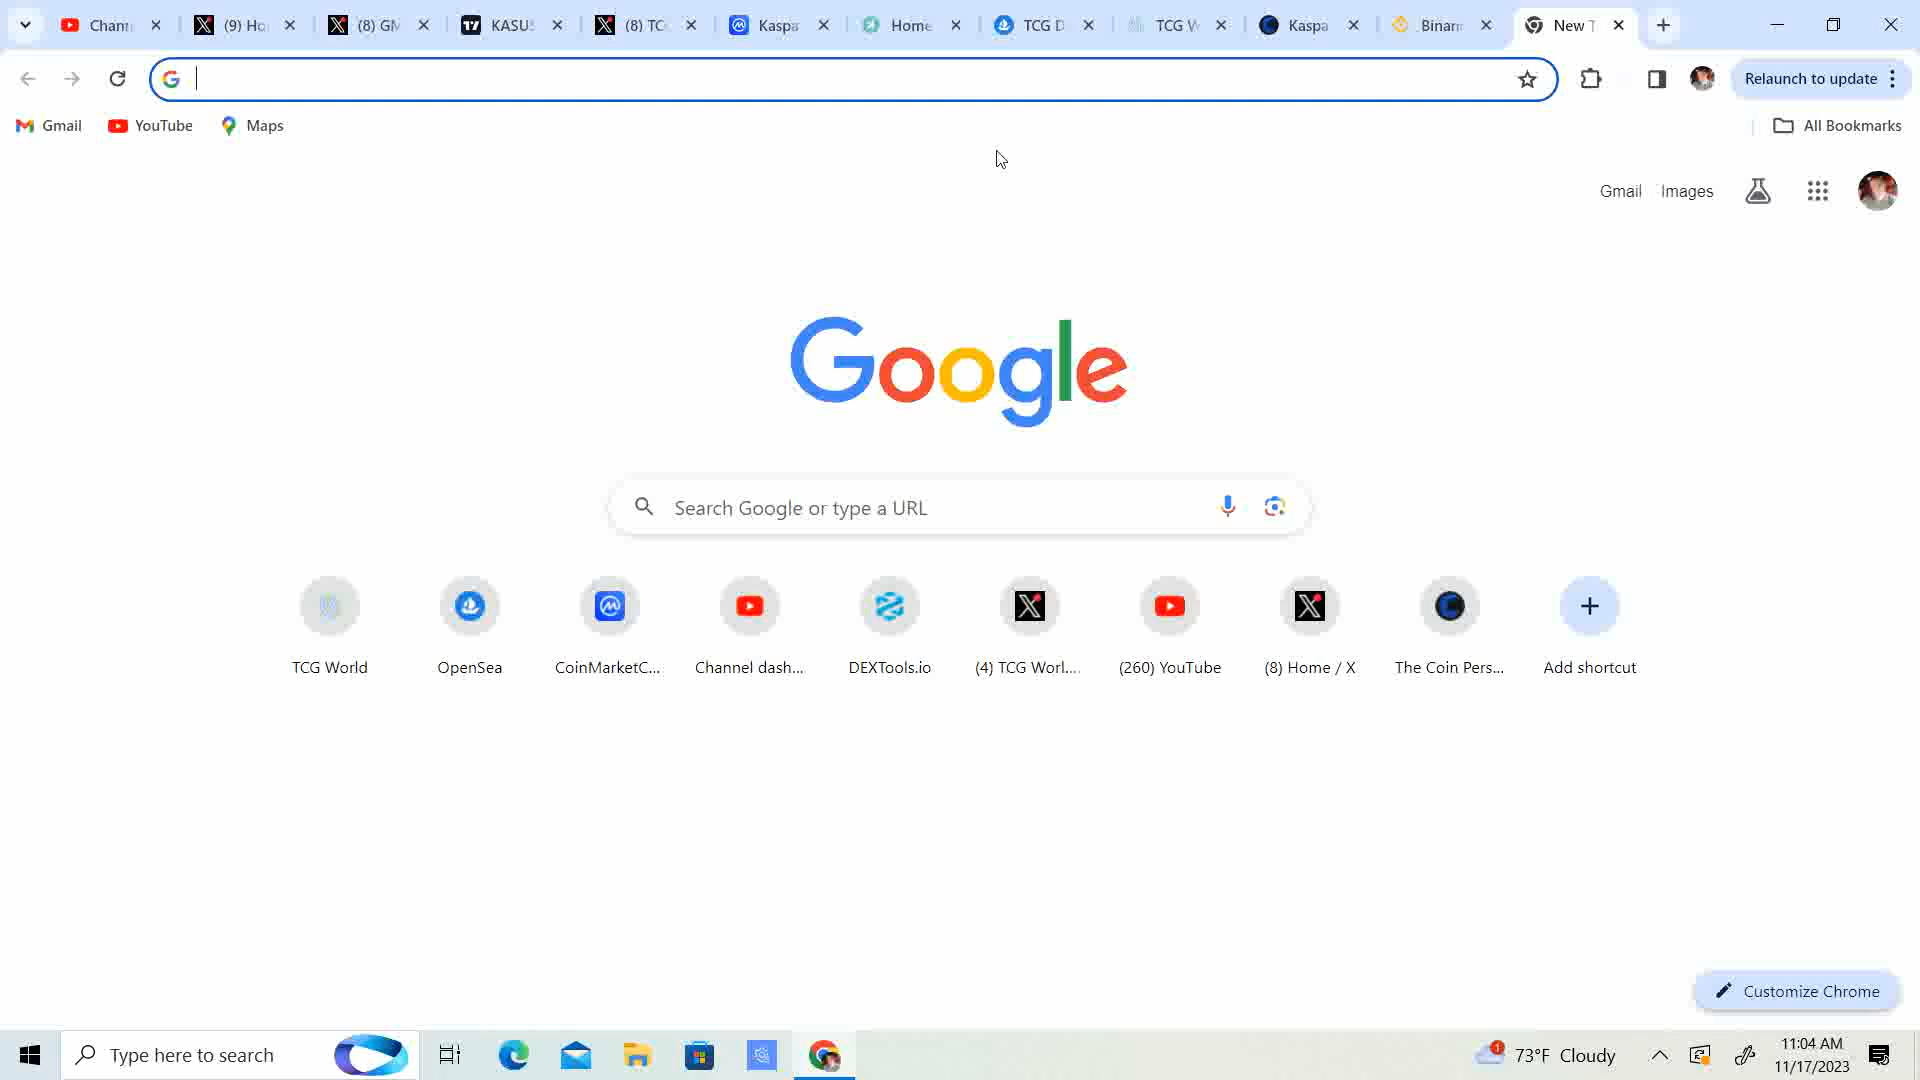 Chann
(9) Ho
(8) GM
KASU
(8) TC
Kaspa
Home
TCG D
TCG W
Kaspa
Binan
New T
Relaunch to update
Gmail
YouTube
Maps
All Bookmarks
Gmail
Images
Google
Search Google or type a URL
TCG World
OpenSea
CoinMarketC...
Channel dash...
DEXTools.io
(4) TCG Worl....
(260) YouTube
(8) Home / X
The Coin Pers...
Add shortcut
Customize Chrome
Type here to search
73°F Cloudy
11:04 AM
11/17/2023